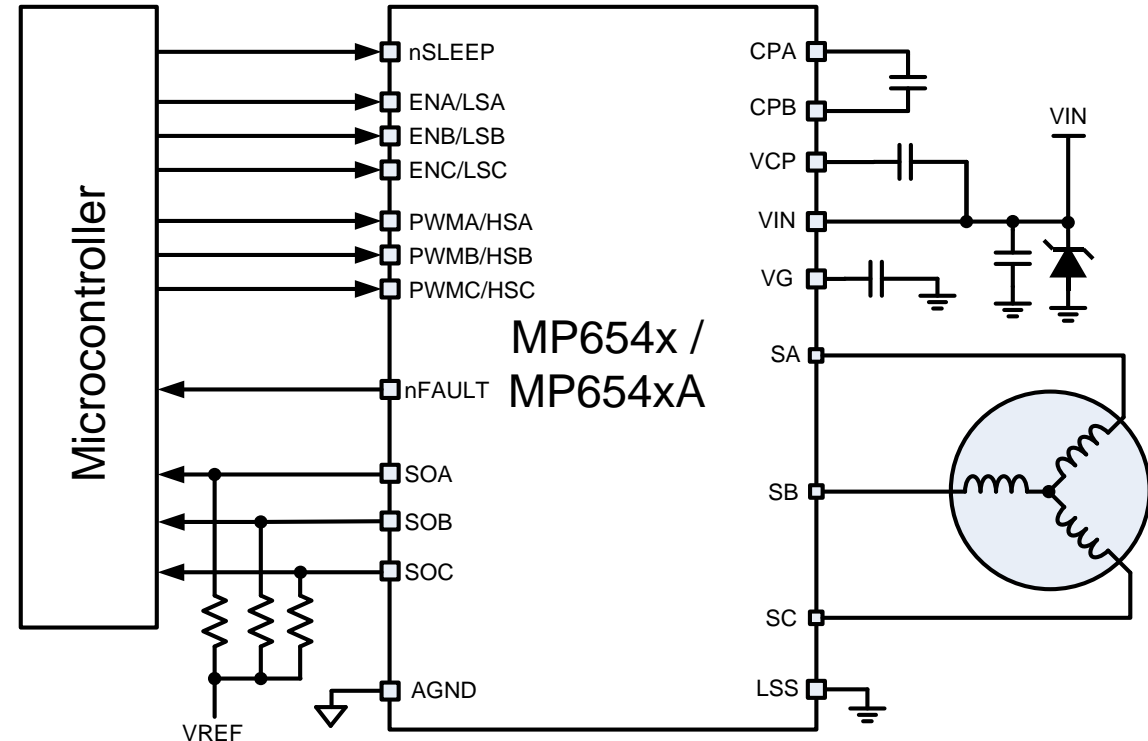 Microcontroller
nSLEEP
ENA/LSA
ENB/LSB
ENC/LSC
PWMA/HSA
PWMB/HSB
PWMC/HSC
nFAULT
SOA
SOB
SOC
AGND
VREF
MP654x /
MP654xA
CPA
CPB
VCP
VIN
VG
SA
SB
SC
LSS
VIN